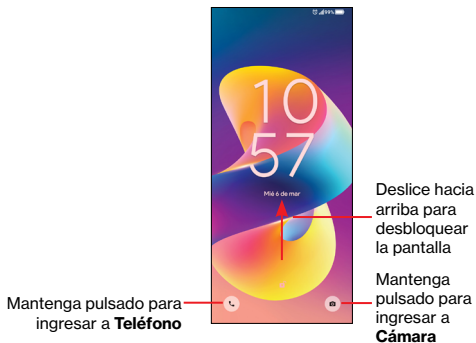 99%
10
57
Mié 6 de mar
Deslice hacia
arriba para
desbloquear
la pantalla
Mantenga pulsado para
ingresar a Teléfono
Mantenga
pulsado para
ingresar a
Cámara